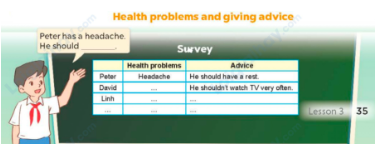 Health problems and giving advice
Peter has a headache.
He should ________.
Survey
Health problems Advice
Peter Headache He should have a rest.
David .... He shouldn't watch TV very often.
Linh .... ....
.... .... ....
Lesson 3 35